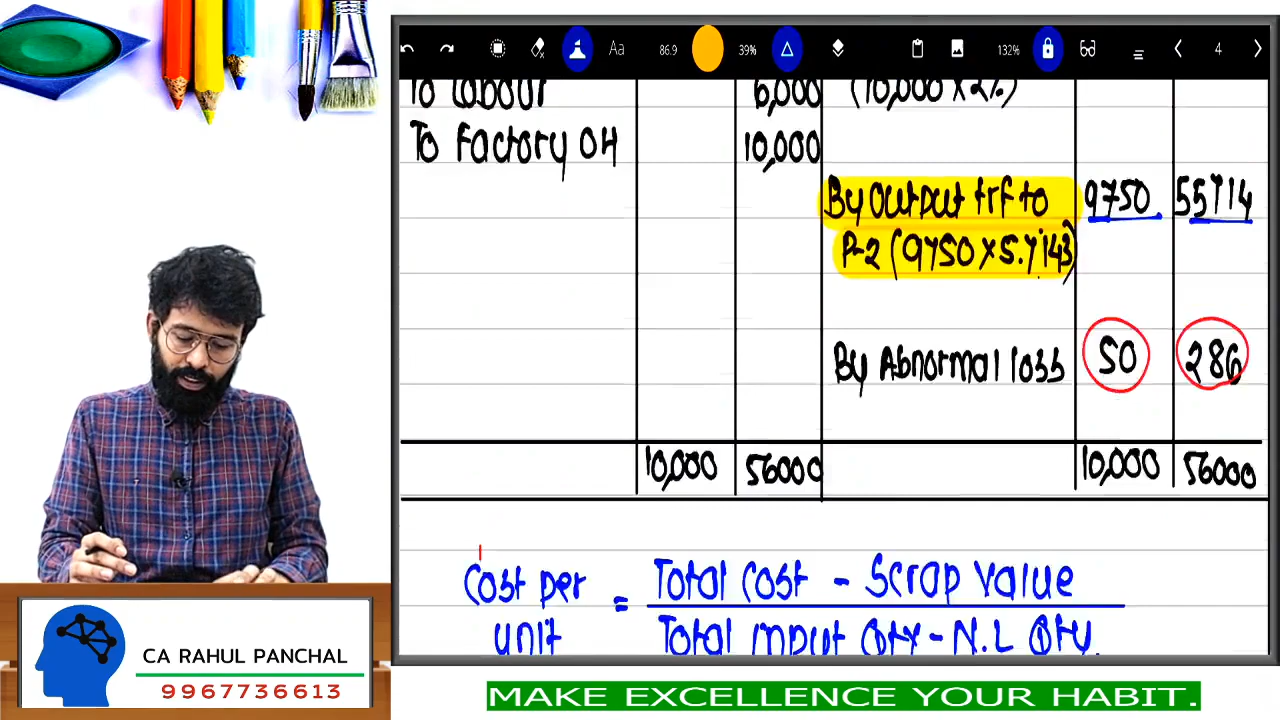 Aa 86.9 39% 132% 4
To Labour 6,000 (10,000 x 2%)
To Factory OH 10,000
By Output trf to 9750 55714
P-2 (9750 x 5.7143)
By Abnormal loss 50 286
10,000 56000 10,000 56000
Cost per unit = Total Cost - Scrap Value
Total input Qty - N.L Qty.
CA RAHUL PANCHAL
9967736613
MAKE EXCELLENCE YOUR HABIT.